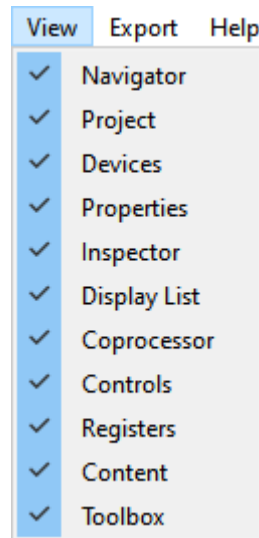 View Export Help
Navigator
Project
Devices
Properties
Inspector
Display List
Coprocessor
Controls
Registers
Content
Toolbox